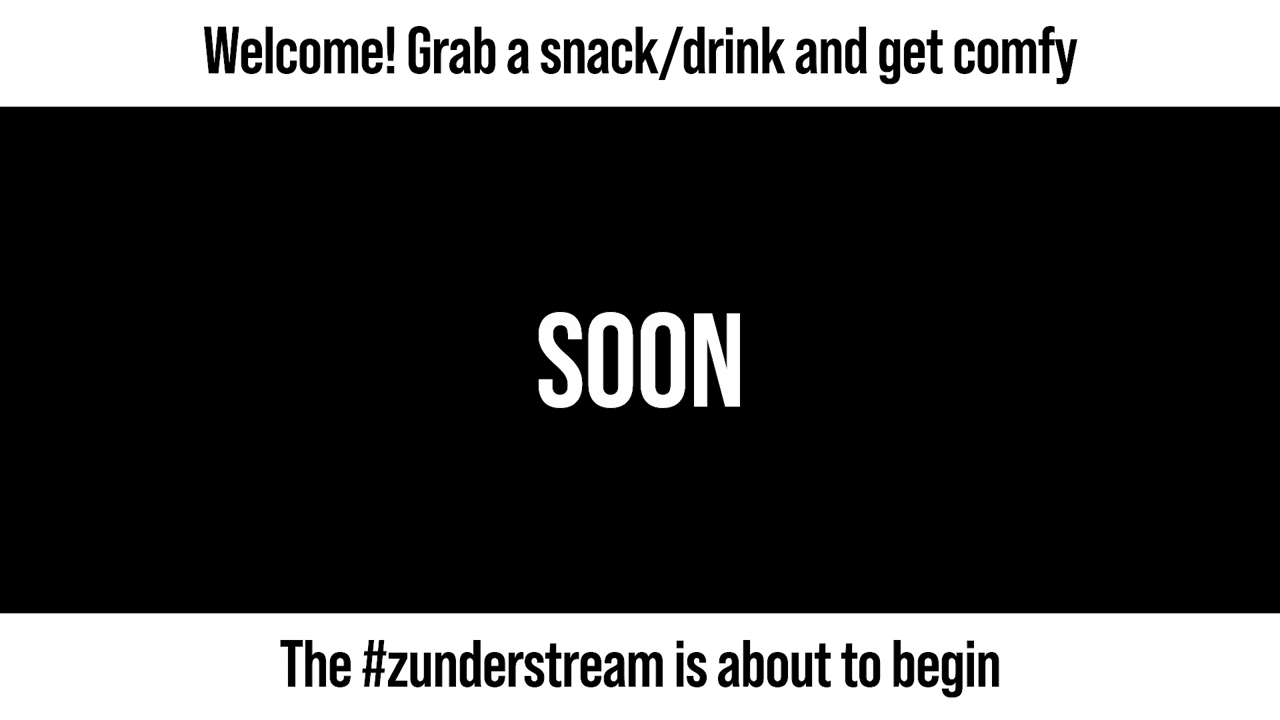 Welcome! Grab a snack/drink and get comfy
SOON
The #zunderstream is about to begin